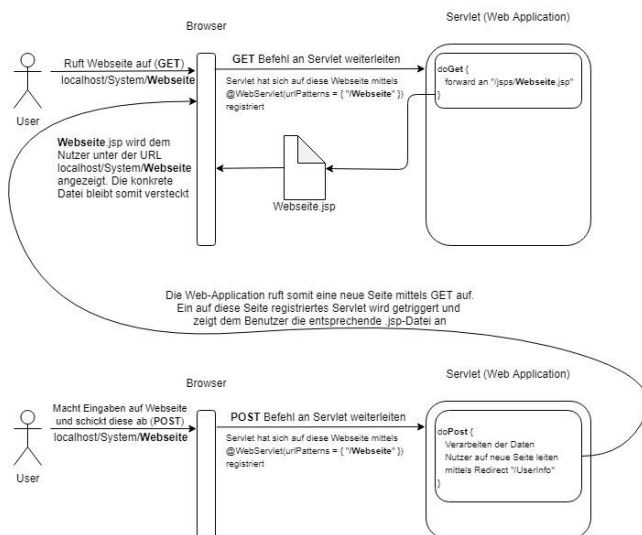 Browser
Servlet (Web Application)
Ruft Webseite auf (GET)
localhost/System/Webseite
User
GET Befehl an Servlet weiterleiten
Servlet hat sich auf diese Webseite mittels
@WebServlet(urlPatterns = { "/Webseite" })
registriert
doGet {
forward an "/jsps/Webseite.jsp"
}
Webseite.jsp wird dem
Nutzer unter der URL
localhost/System/Webseite
angezeigt. Die konkrete
Datei bleibt somit versteckt
Webseite.jsp
Die Web-Application ruft somit eine neue Seite mittels GET auf.
Ein auf diese Seite registriertes Servlet wird getriggert und
zeigt dem Benutzer die entsprechende .jsp-Datei an
Browser
Servlet (Web Application)
Macht Eingaben auf Webseite
und schickt diese ab (POST)
localhost/System/Webseite
User
POST Befehl an Servlet weiterleiten
Servlet hat sich auf diese Webseite mittels
@WebServlet(urlPatterns = { "/Webseite" })
registriert
doPost {
Verarbeiten der Daten
Nutzer auf neue Seite leiten
mittels Redirect "/UserInfo"
}